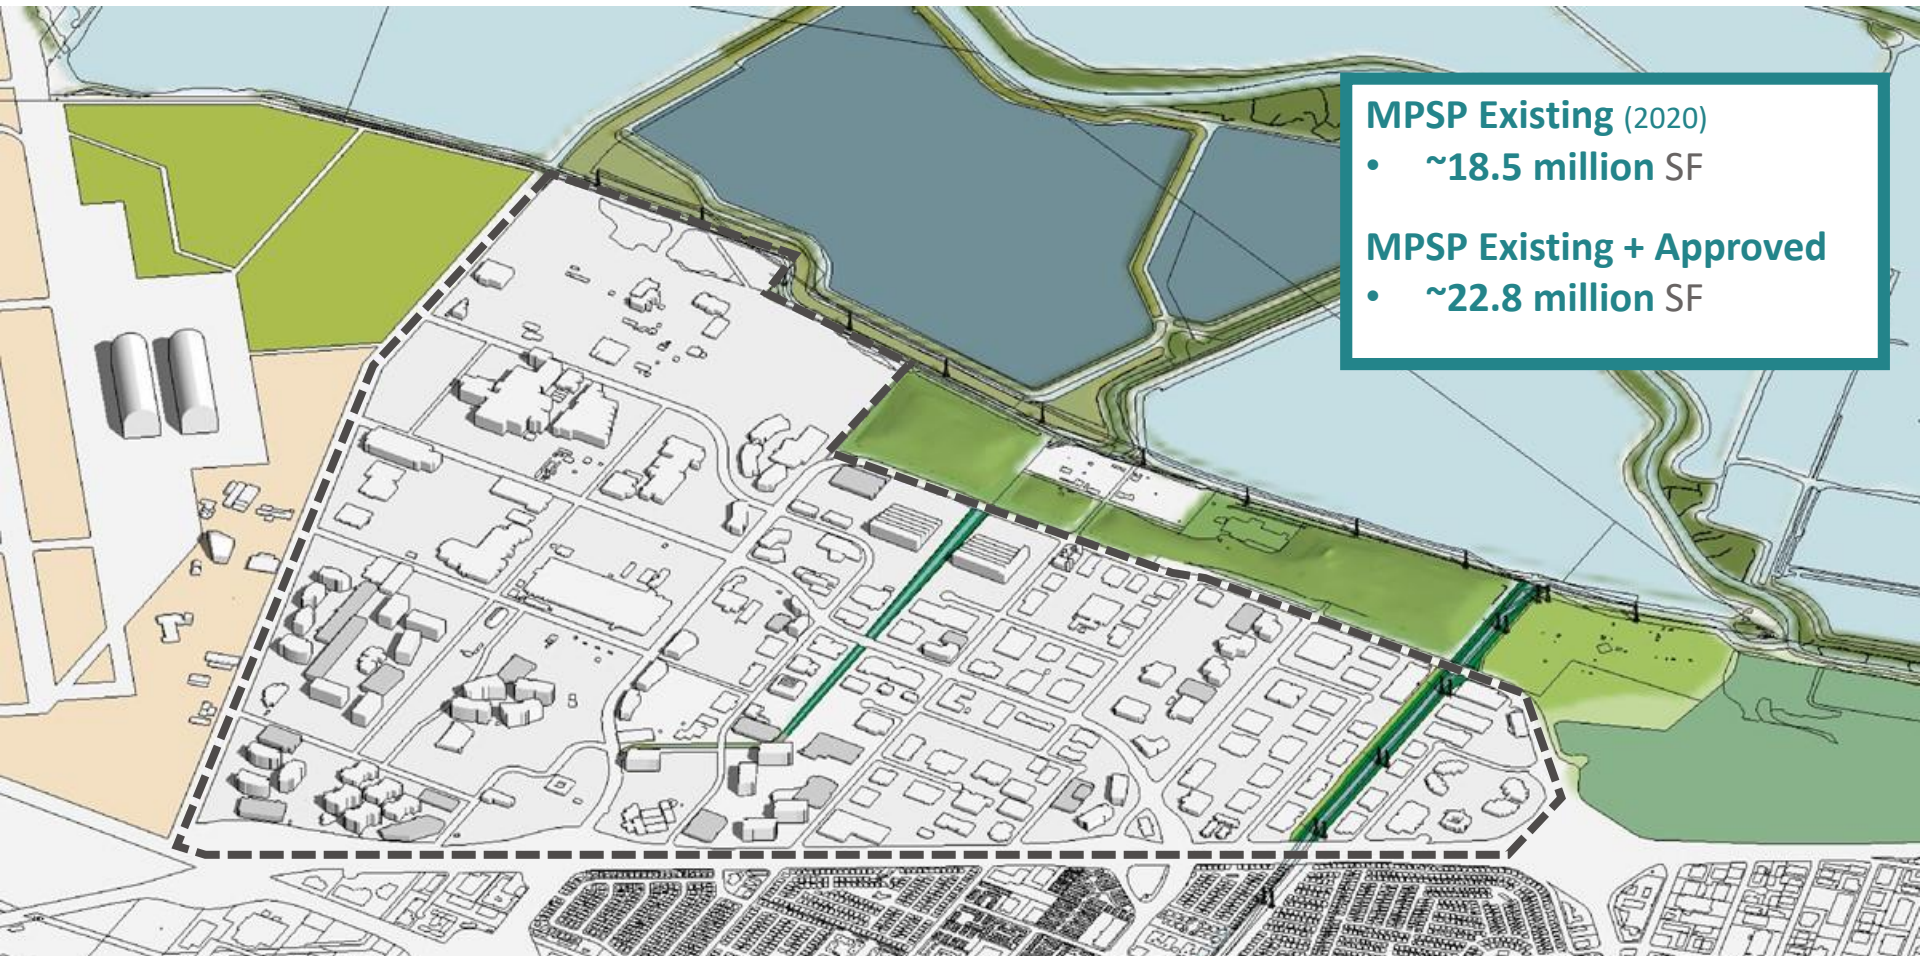 MPSP Existing (2020)
• ~18.5 million SF
MPSP Existing + Approved
• ~22.8 million SF